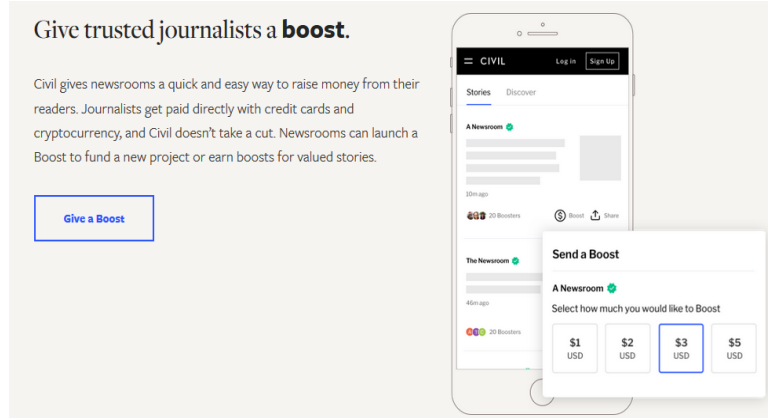 Give trusted journalists a boost.
Civil gives newsrooms a quick and easy way to raise money from their
readers. Journalists get paid directly with credit cards and
cryptocurrency, and Civil doesn't take a cut. Newsrooms can launch a
Boost to fund a new project or earn boosts for valued stories.
Give a Boost
CIVIL Log in Sign Up
Stories Discover
A Newsroom
10m ago
20 Boosters Boost Share
The Newsroom
46m ago
20 Boosters
Send a Boost
A Newsroom
Select how much you would like to Boost
$1 $2 $3 $5
USD USD USD USD